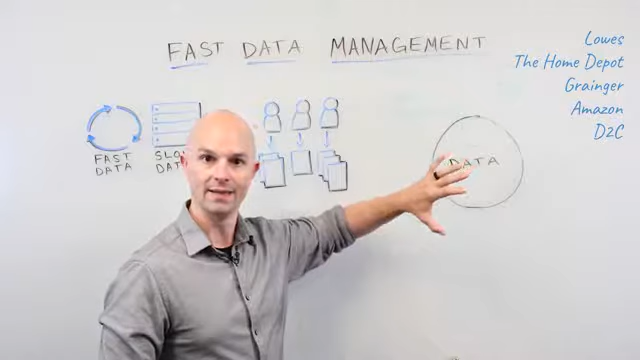 FAST DATA MANAGEMENT
Lowes
The Home Depot
Grainger
Amazon
D2C
FAST
DATA
DATA